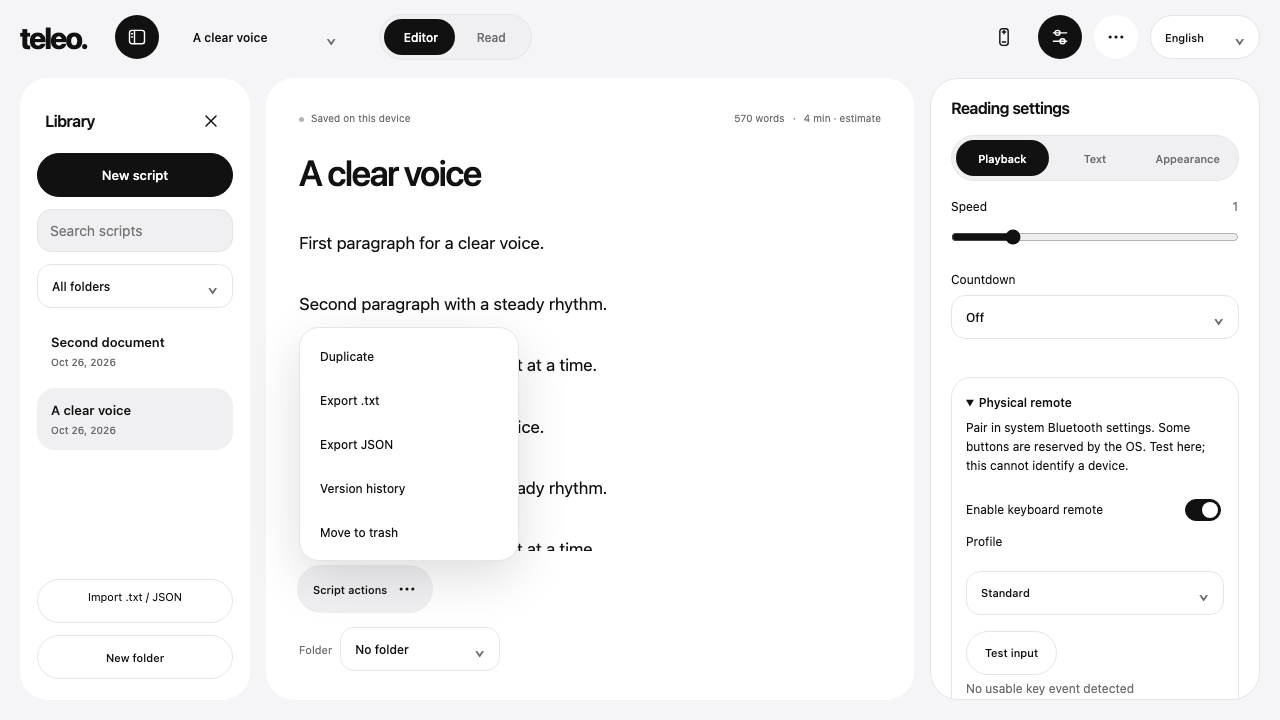 teleo.
A clear voice
Editor
Read
English
Library
New script
Search scripts
All folders
Second document
Oct 26, 2026
A clear voice
Oct 26, 2026
Import .txt / JSON
New folder
Saved on this device
570 words · 4 min · estimate
A clear voice
First paragraph for a clear voice.
Second paragraph with a steady rhythm.
t at a time.
ice.
ady rhythm.
t at a time.
Duplicate
Export .txt
Export JSON
Version history
Move to trash
Script actions
Folder
No folder
Reading settings
Playback
Text
Appearance
Speed
1
Countdown
Off
▼ Physical remote
Pair in system Bluetooth settings. Some
buttons are reserved by the OS. Test here;
this cannot identify a device.
Enable keyboard remote
Profile
Standard
Test input
No usable key event detected